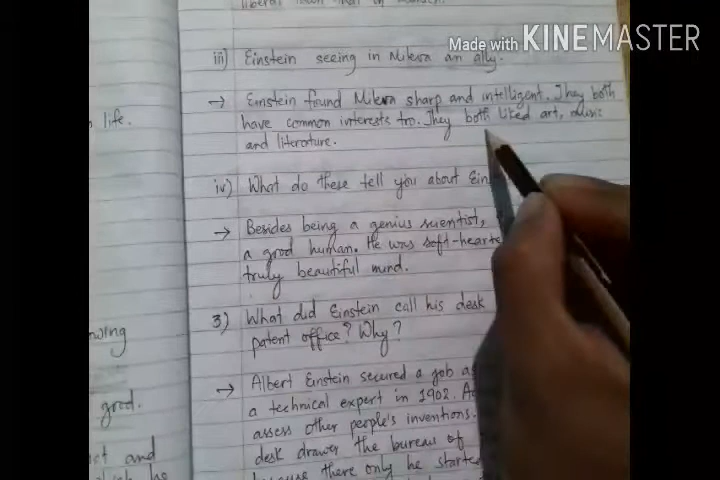 Made with KINEMASTER
iii) Einstein seeing in Mileva an ally.
→ Einstein found Mileva sharp and intelligent. They both
life.
have common interests too. They both liked art, music
and literature.
iv) What do these tell you about Ein
→ Besides being a genius scientist,
a good human. He was soft-hearte
truly beautiful mind.
3) What did Einstein call his desk
patent office? Why?
→ Albert Einstein secured a job as
good.
a technical expert in 1902.
assess other people's inventions.
desk drawer the bureau of
and
because there only he started